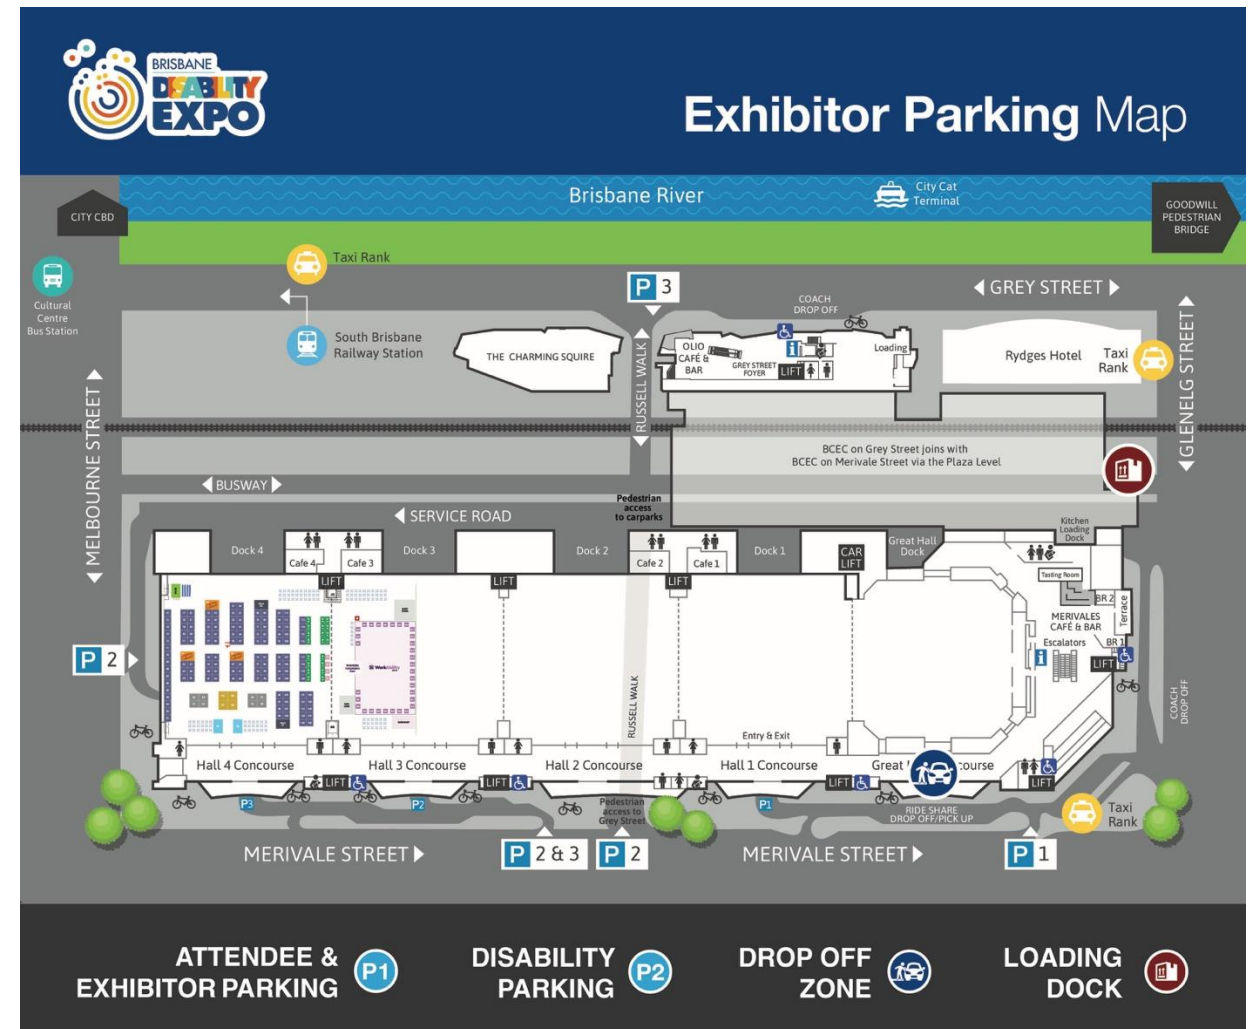 BRISBANE
DISABILITY
EXPO
Exhibitor Parking Map
Brisbane River
City Cat
Terminal
CITY CBD
GOODWILL
PEDESTRIAN
BRIDGE
Taxi Rank
Cultural
Centre
Bus Station
P 3
GREY STREET
COACH
DROP OFF
South Brisbane
Railway Station
THE CHARMING SQUIRE
RUSSELL WALK
OLIO
CAFÉ &
BAR
GREY STREET
FOYER
LIFT
Loading
Rydges Hotel
Taxi
Rank
GLENELG STREET
MELBOURNE STREET
BCEC on Grey Street joins with
BCEC on Merivale Street via the Plaza Level
BUSWAY
Pedestrian
access
to carparks
SERVICE ROAD
Kitchen
Loading
Dock
Dock 4
Cafe 4
Cafe 3
Dock 3
Dock 2
Cafe 2
Cafe 1
Dock 1
CAR
LIFT
Great Hall
Dock
LIFT
LIFT
LIFT
Tasting Room
BR 2
Terrace
MERIVALES
CAFÉ & BAR
Escalators
BR 1
LIFT
P 2
WorkAbility
RUSSELL WALK
COACH
DROP OFF
Entry & Exit
Hall 4 Concourse
Hall 3 Concourse
Hall 2 Concourse
Hall 1 Concourse
Great
course
LIFT
LIFT
LIFT
LIFT
P3
P2
P1
Pedestrian
access to
Grey Street
RIDE SHARE
DROP OFF/PICK UP
Taxi
Rank
MERIVALE STREET
P 2 & 3
P 2
MERIVALE STREET
P 1
ATTENDEE &
EXHIBITOR PARKING
P1
DISABILITY
PARKING
P2
DROP OFF
ZONE
LOADING
DOCK